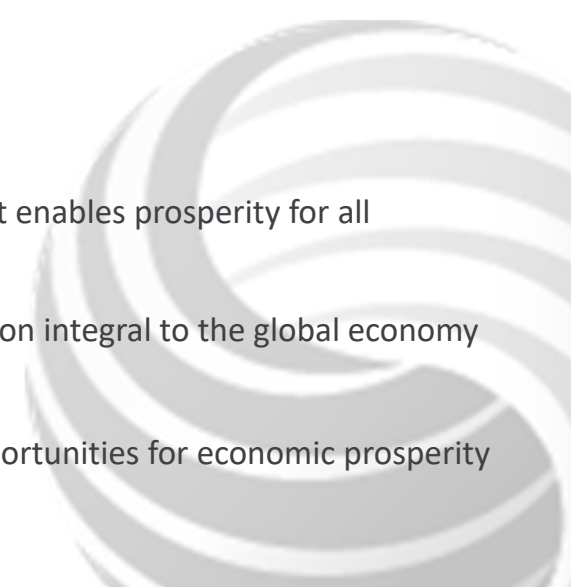 t enables prosperity for all
on integral to the global economy
ortunities for economic prosperity